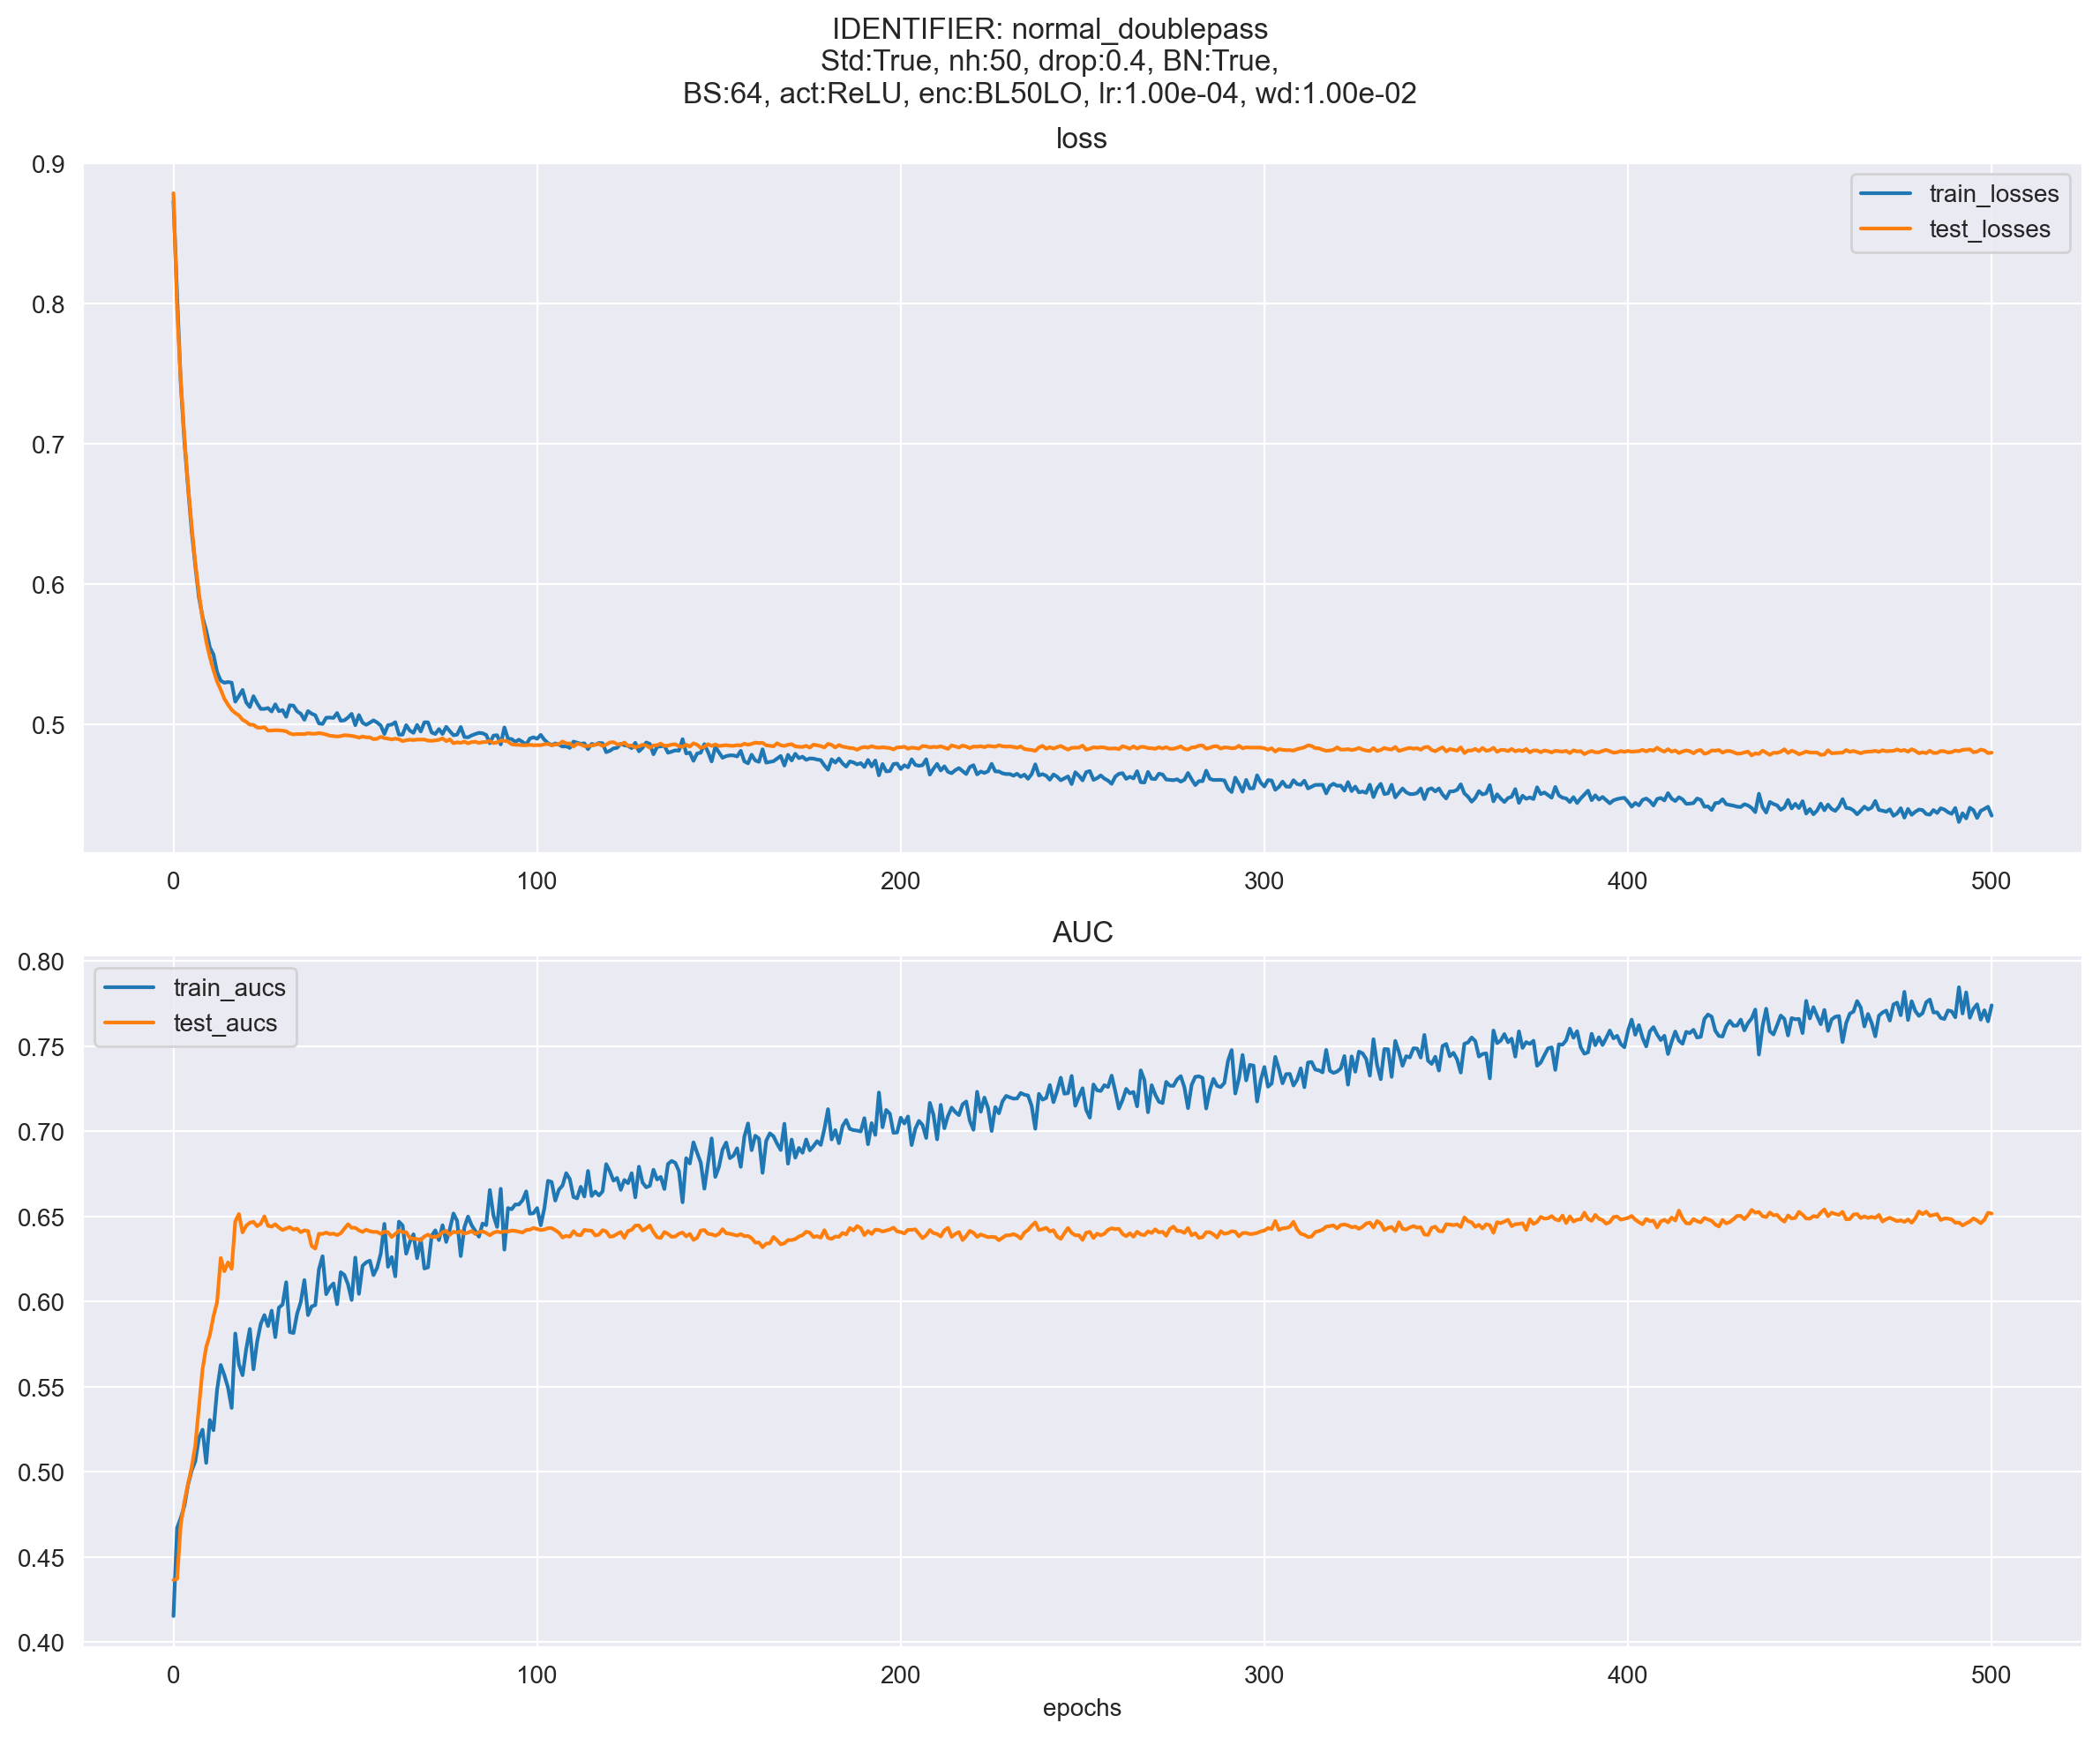 IDENTIFIER: normal_doublepass
Std:True, nh:50, drop:0.4, BN:True,
BS:64, act:ReLU, enc:BL50LO, lr:1.00e-04, wd:1.00e-02
loss
0.9
0.8
0.7
0.6
0.5
train_losses
test_losses
0 100 200 300 400 500
AUC
0.80
0.75
0.70
0.65
0.60
0.55
0.50
0.45
0.40
train_aucs
test_aucs
0 100 200 300 400 500
epochs